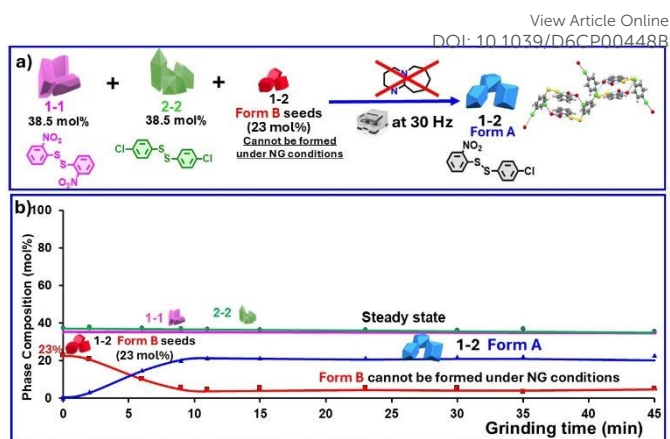 View Article Online
DOI: 10.1039/D6CP00448B
a)
1-1
38.5 mol%
+
2-2
38.5 mol%
+
1-2
Form B seeds
(23 mol%)
Cannot be formed
under NG conditions
N
N
at 30 Hz
1-2
Form A
NO2
S
S
O2N
Cl
S
S
Cl
NO2
S
S
Cl
b)
Phase Composition (mol%)
100
80
60
40
20
0
23%
1-1
2-2
Steady state
1-2 Form B seeds
(23 mol%)
1-2 Form A
Form B cannot be formed under NG conditions
0 5 10 15 20 25 30 35 40 45
Grinding time (min)